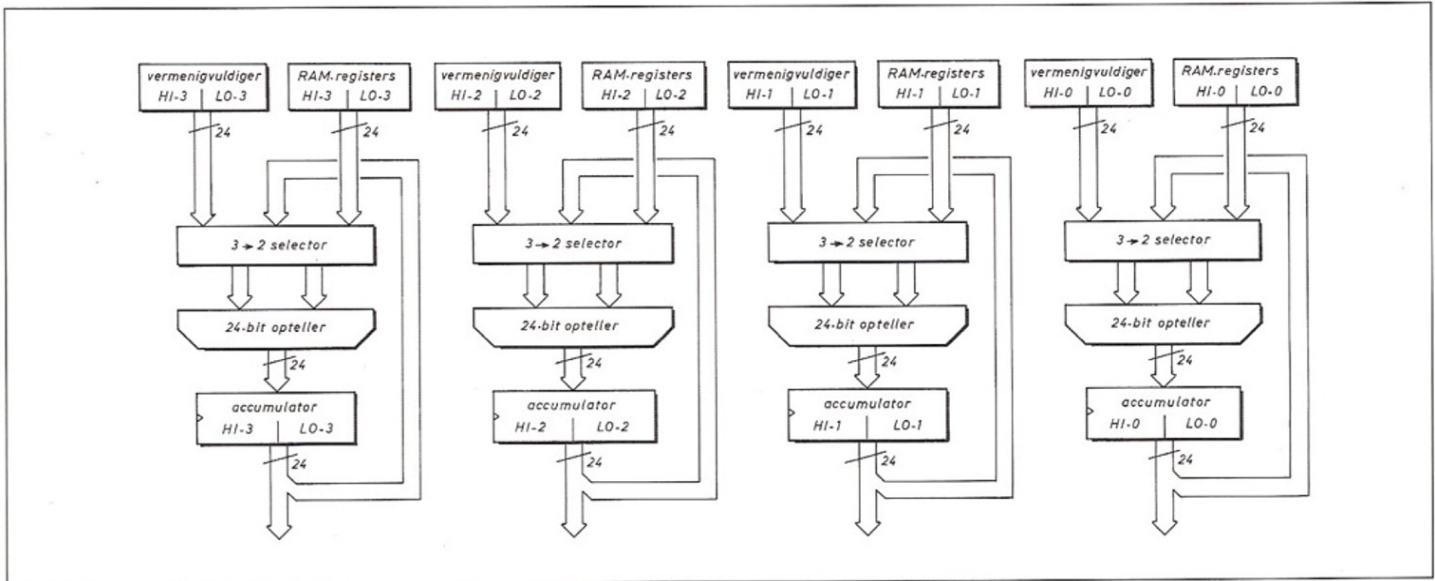 vermenigvuldiger RAM-registers vermenigvuldiger RAM-registers vermenigvuldiger RAM-registers vermenigvuldiger RAM-registers
HI-3 LO-3 HI-3 LO-3 HI-2 LO-2 HI-2 LO-2 HI-1 LO-1 HI-1 LO-1 HI-0 LO-0 HI-0 LO-0
24 24 24 24 24 24 24 24
3→2 selector 3→2 selector 3→2 selector 3→2 selector
24-bit opteller 24-bit opteller 24-bit opteller 24-bit opteller
24 24 24 24
accumulator accumulator accumulator accumulator
HI-3 LO-3 HI-2 LO-2 HI-1 LO-1 HI-0 LO-0
24 24 24 24